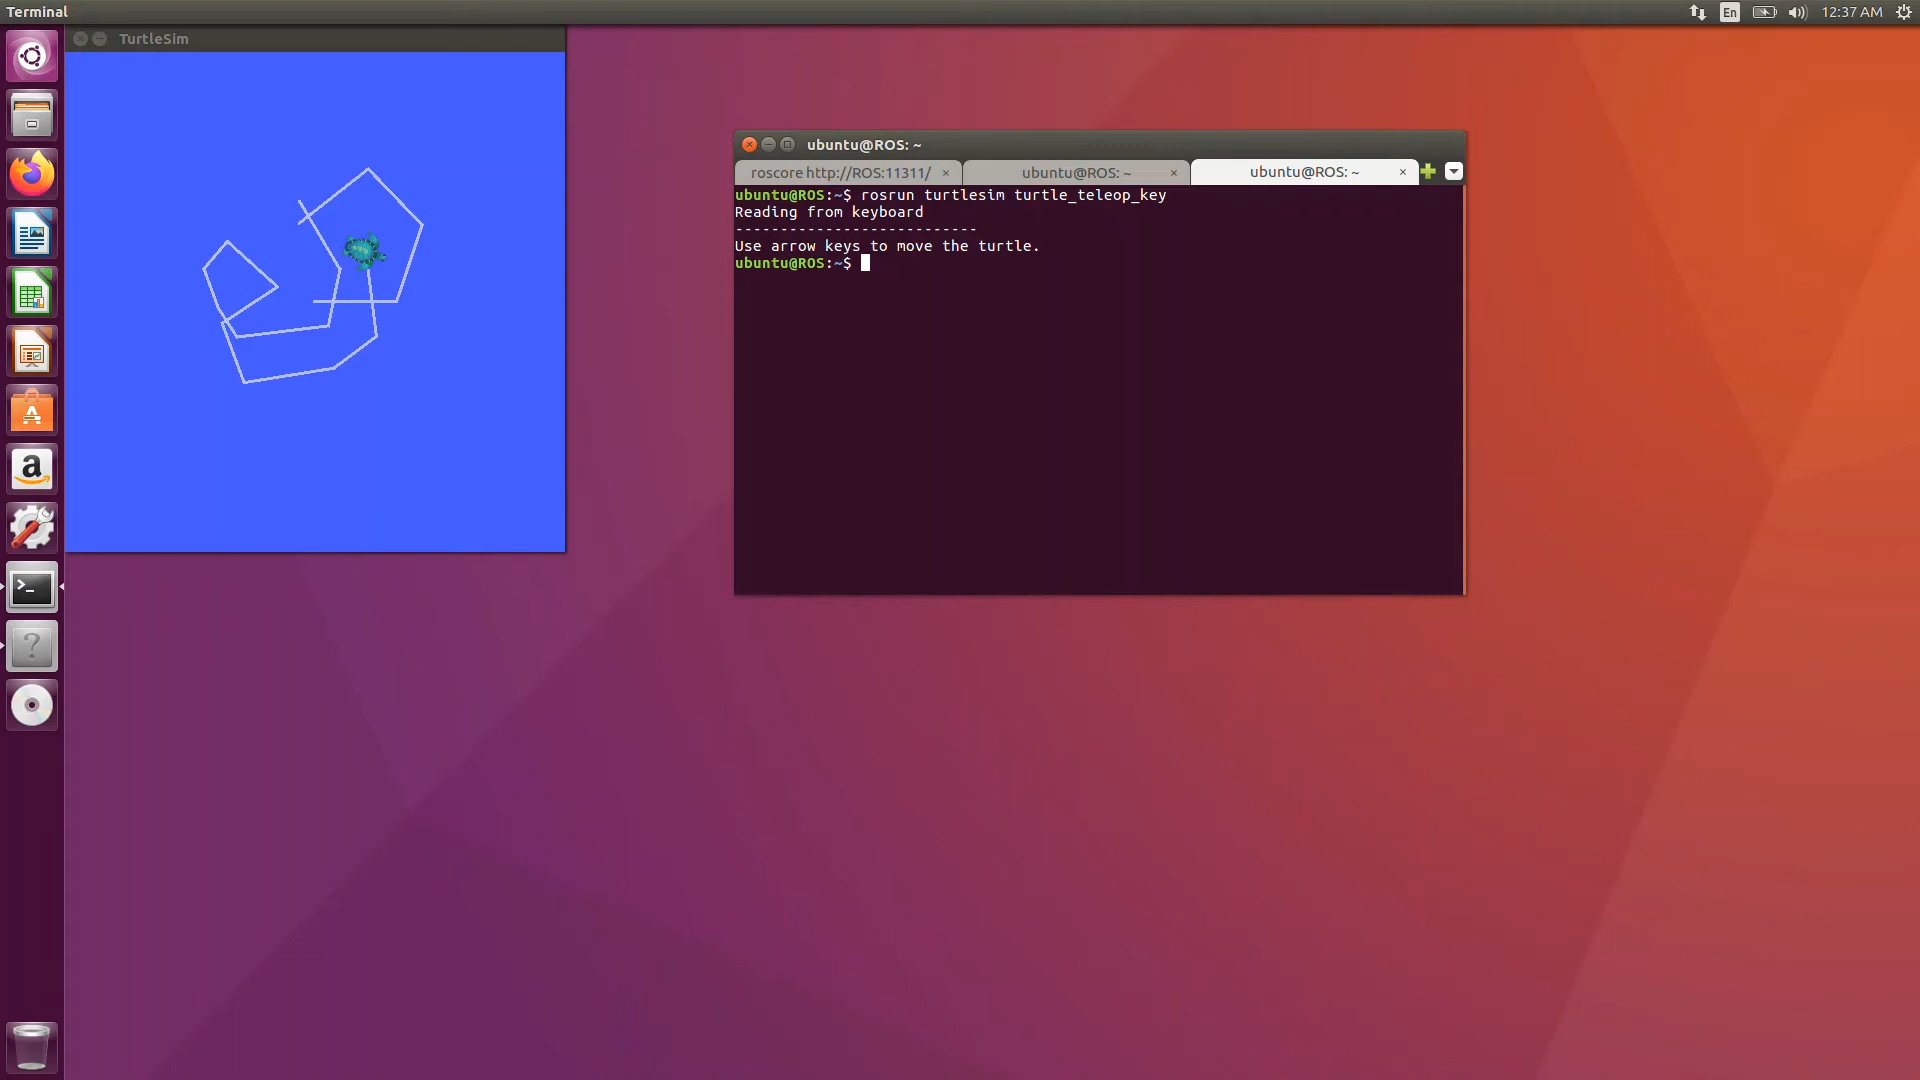 Terminal
En
12:37 AM
TurtleSim
ubuntu@ROS: ~
roscore http://ROS:11311/ ×
ubuntu@ROS: ~ ×
ubuntu@ROS: ~ ×
ubuntu@ROS:~$ rosrun turtlesim turtle_teleop_key
Reading from keyboard
---------------------------
Use arrow keys to move the turtle.
ubuntu@ROS:~$